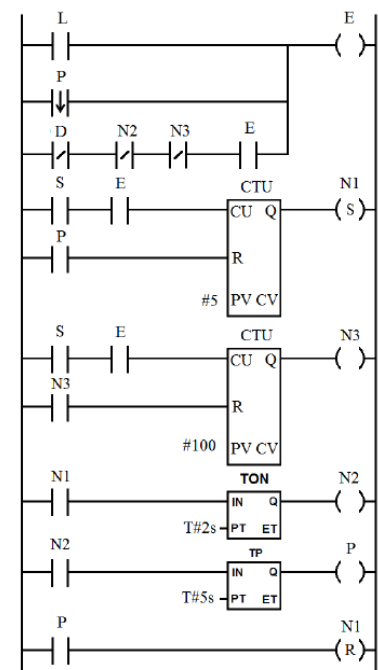 L E
P
D N2 N3 E
S E CTU N1
CU Q S
P
R
#5 PV CV
S E CTU N3
CU Q
N3
R
#100 PV CV
N1 TON N2
IN Q
T#2s PT ET
N2 TP P
IN Q
T#5s PT ET
P N1
R